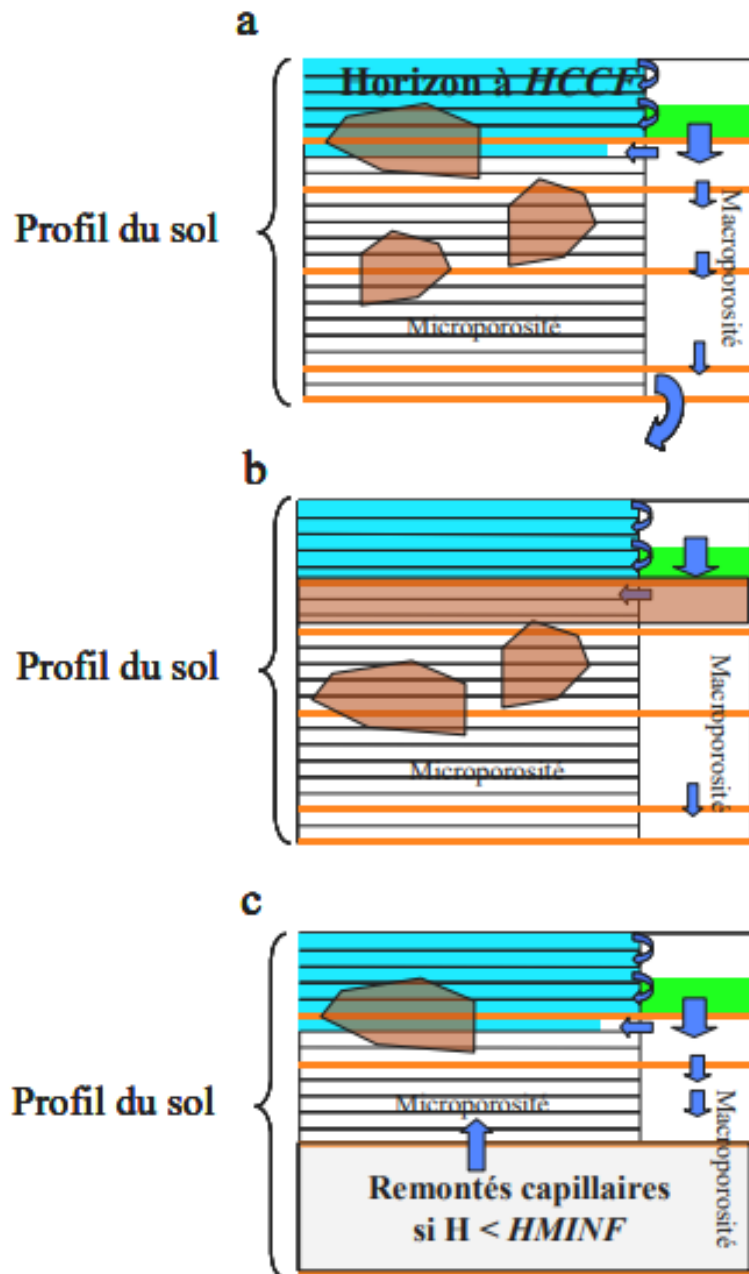 a
Horizon à HCCF
Profil du sol
Macroporosité
Microporosité
b
Profil du sol
Macroporosité
Microporosité
c
Profil du sol
Microporosité
Macroporosité
Remontés capillaires
si H < HMINF